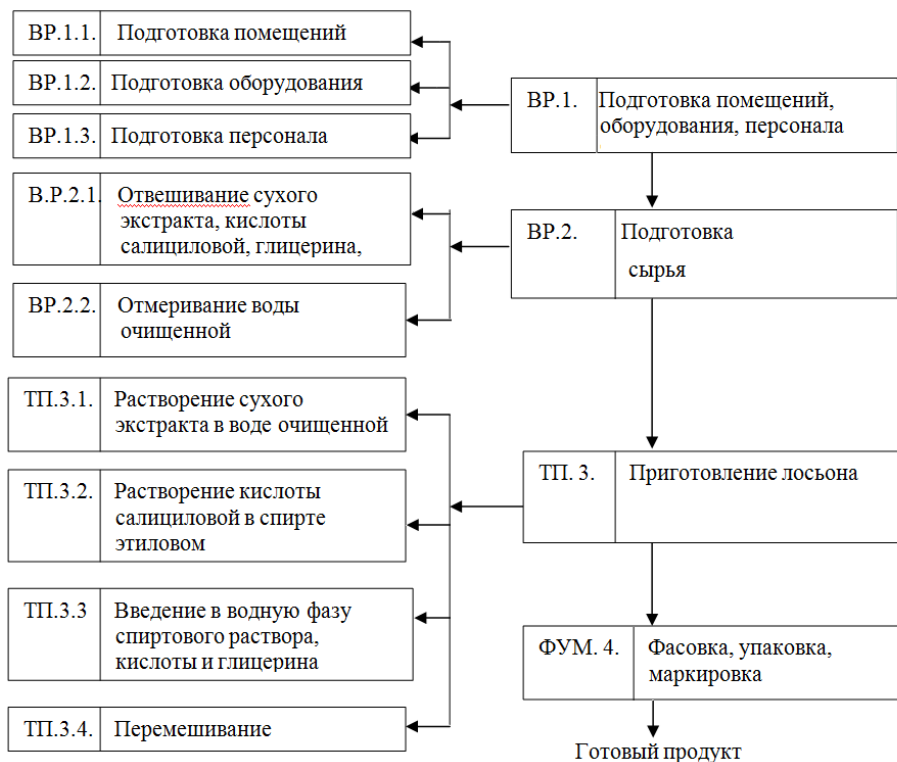 ВР.1.1. Подготовка помещений
ВР.1.2. Подготовка оборудования
ВР.1.3. Подготовка персонала
ВР.1. Подготовка помещений,
оборудования, персонала
В.Р.2.1. Отвешивание сухого
экстракта, кислоты
салициловой, глицерина,
ВР.2. Подготовка
сырья
ВР.2.2. Отмеривание воды
очищенной
ТП.3.1. Растворение сухого
экстракта в воде очищенной
ТП.3.2. Растворение кислоты
салициловой в спирте
этиловом
ТП. 3. Приготовление лосьона
ТП.3.3 Введение в водную фазу
спиртового раствора,
кислоты и глицерина
ТП.3.4. Перемешивание
ФУМ. 4. Фасовка, упаковка,
маркировка
Готовый продукт